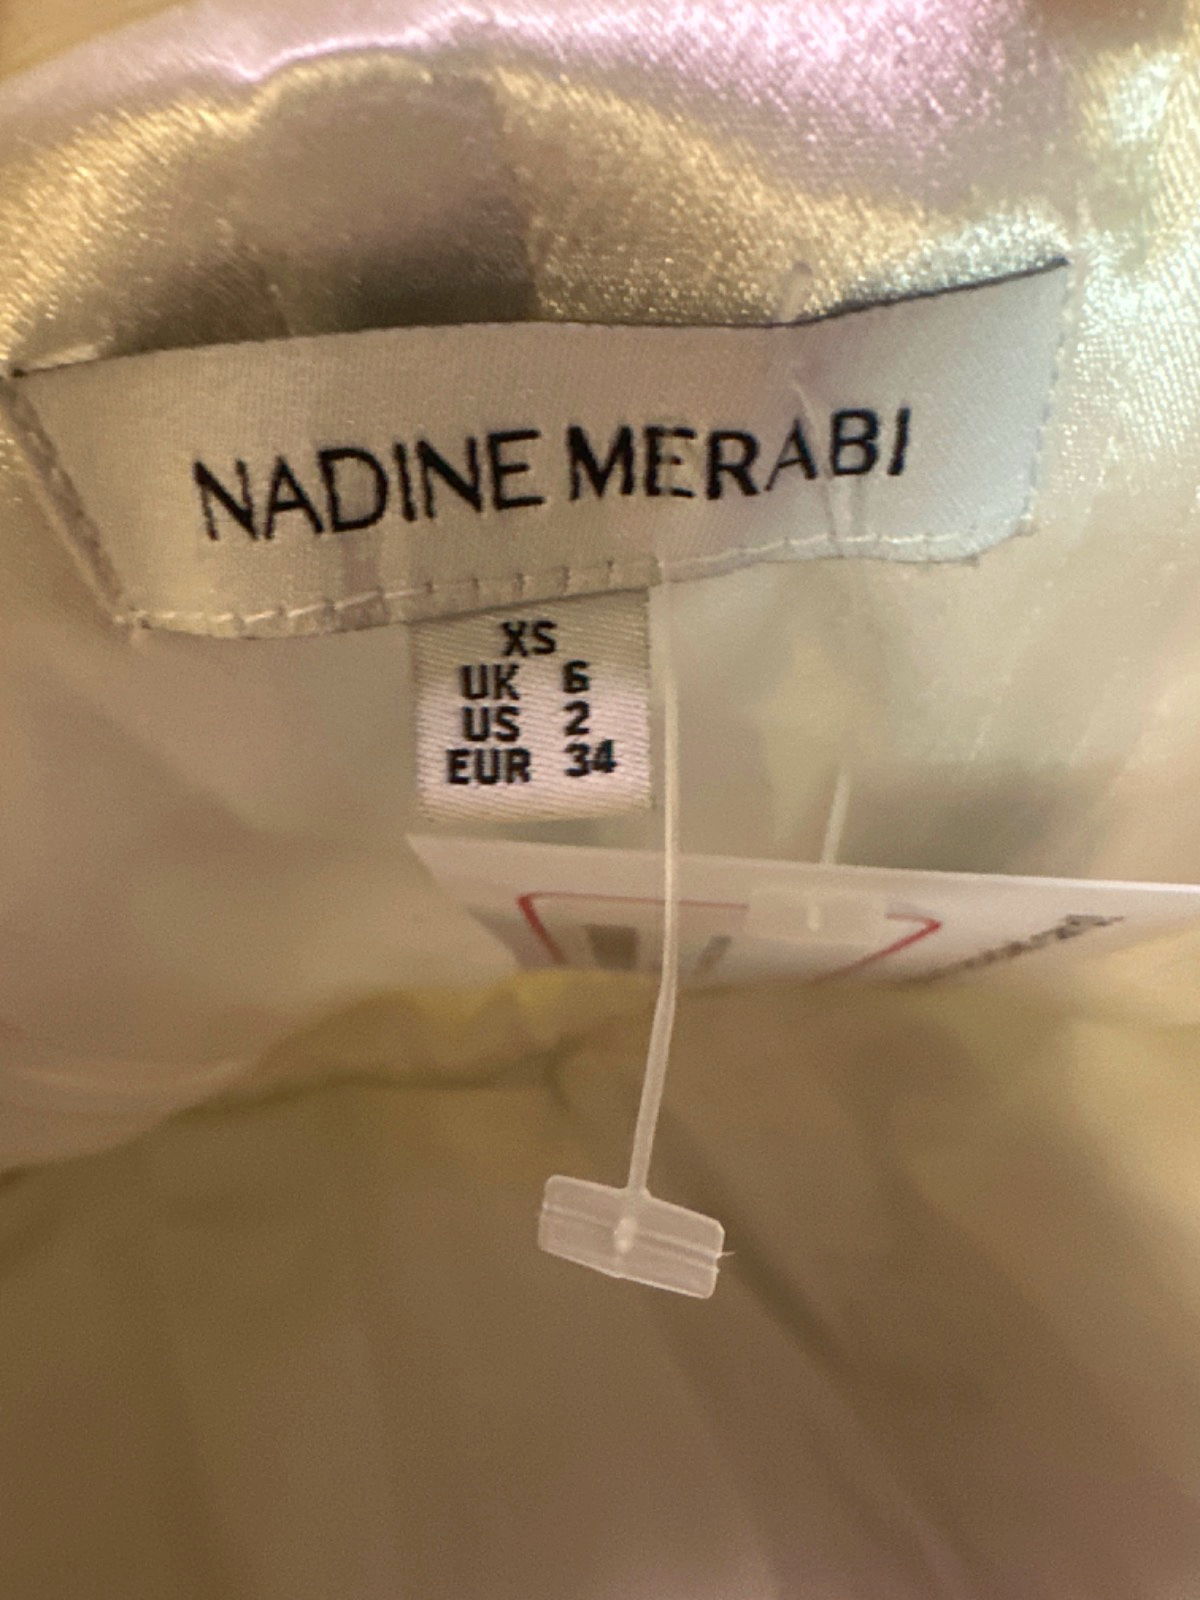 NADINE MERABI
XS
UK 6
US 2
EUR 34